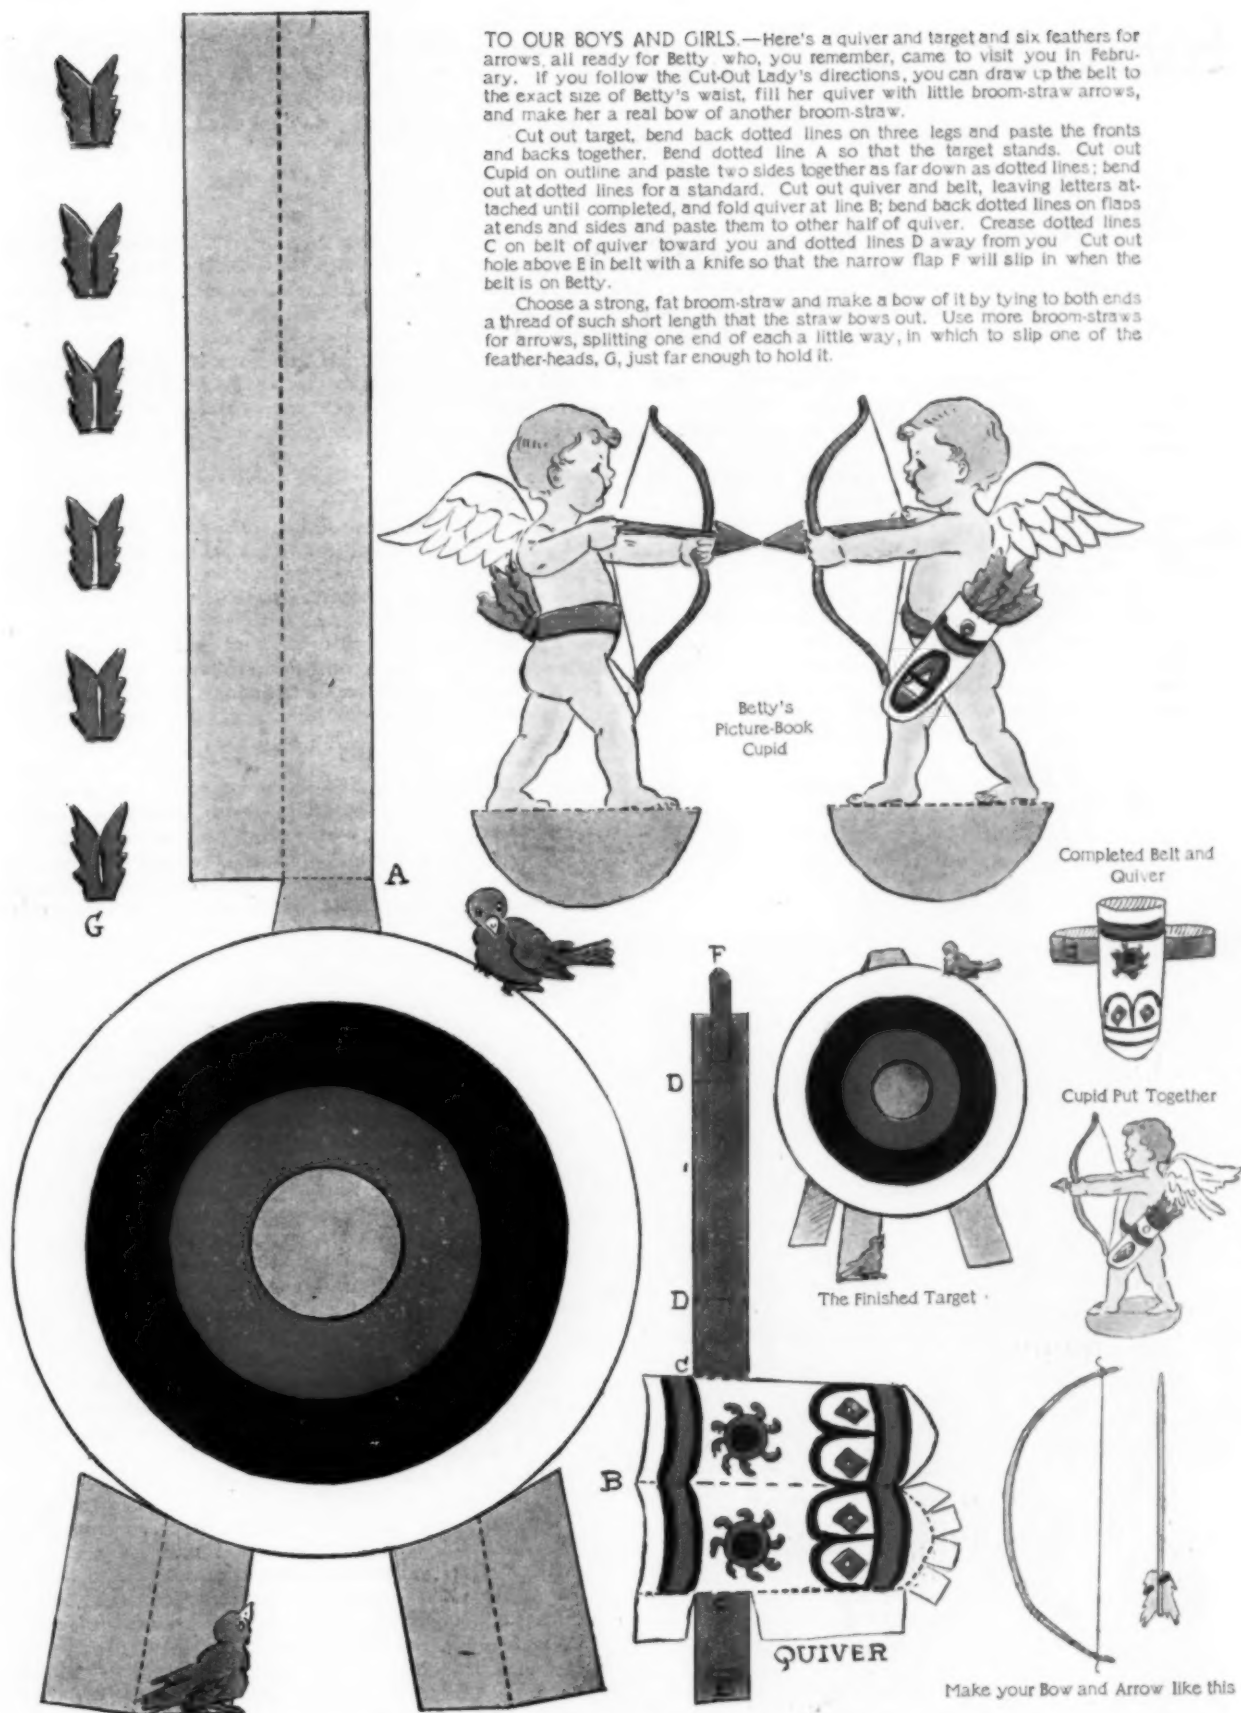 TO OUR BOYS AND GIRLS.—Here's a quiver and target and six feathers for
arrows, all ready for Betty who, you remember, came to visit you in Febru-
ary. If you follow the Cut-Out Lady's directions, you can draw up the belt to
the exact size of Betty's waist, fill her quiver with little broom-straw arrows,
and make her a real bow of another broom-straw.
Cut out target, bend back dotted lines on three legs and paste the fronts
and backs together. Bend dotted line A so that the target stands. Cut out
Cupid on outline and paste two sides together as far down as dotted lines; bend
out at dotted lines for a standard. Cut out quiver and belt, leaving letters at-
tached until completed, and fold quiver at line B; bend back dotted lines on flaps
at ends and sides and paste them to other half of quiver. Crease dotted lines
C on belt of quiver toward you and dotted lines D away from you Cut out
hole above E in belt with a knife so that the narrow flap F will slip in when the
belt is on Betty.
Choose a strong, fat broom-straw and make a bow of it by tying to both ends
a thread of such short length that the straw bows out. Use more broom-straws
for arrows, splitting one end of each a little way, in which to slip one of the
feather-heads, G, just far enough to hold it.
Betty's
Picture-Book
Cupid
A
G
Completed Belt and
Quiver
F
D
Cupid Put Together
D
The Finished Target
C
B
C
E
QUIVER
Make your Bow and Arrow like this